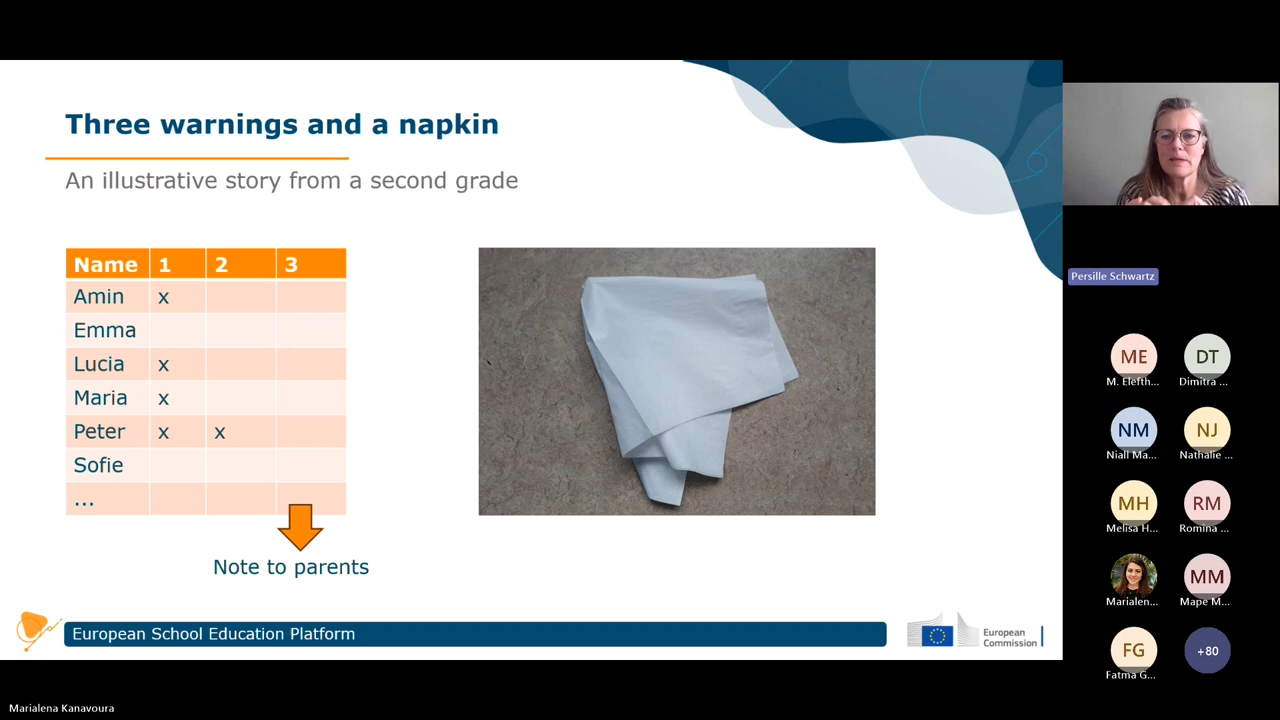 Three warnings and a napkin
An illustrative story from a second grade
Name 1 2 3
Amin x
Emma
Lucia x
Maria x
Peter x x
Sofie
...
Note to parents
European School Education Platform
European
Commission
Persille Schwartz
ME DT
M. Elefth... Dimitra ...
NM NJ
Niall Ma... Nathalie ...
MH RM
Melisa H... Romina ...
MM
Marialen... Mape M...
FG +80
Fatma G...
Marialena Kanavoura